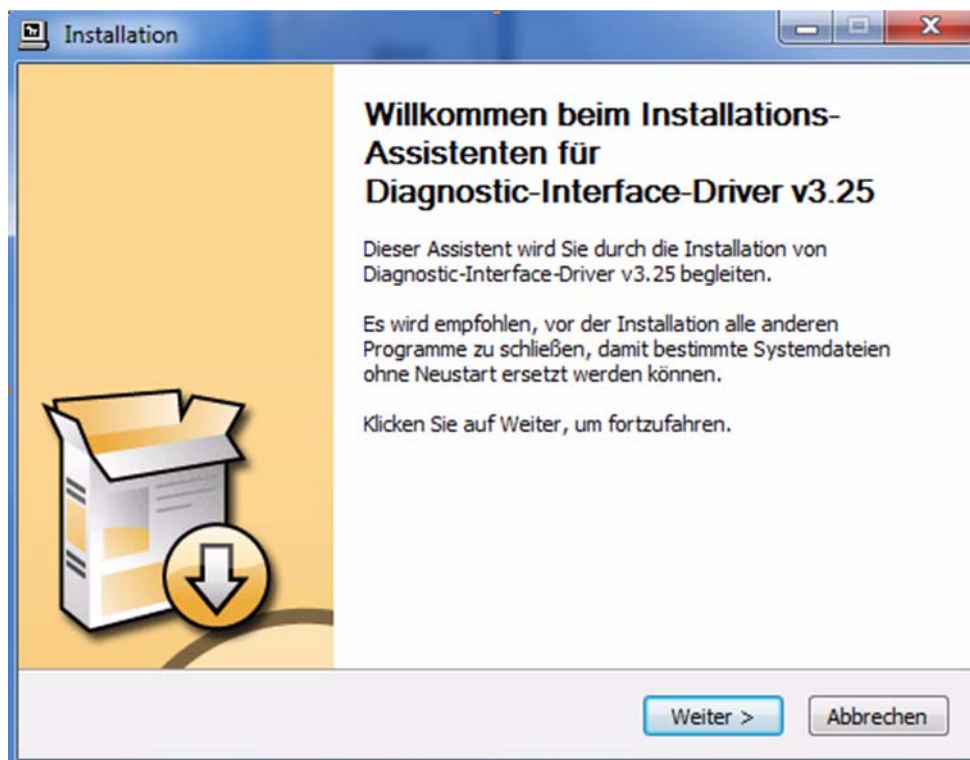 Installation
Willkommen beim Installations-
Assistenten für
Diagnostic-Interface-Driver v3.25
Dieser Assistent wird Sie durch die Installation von
Diagnostic-Interface-Driver v3.25 begleiten.
Es wird empfohlen, vor der Installation alle anderen
Programme zu schließen, damit bestimmte Systemdateien
ohne Neustart ersetzt werden können.
Klicken Sie auf Weiter, um fortzufahren.
Weiter >
Abbrechen